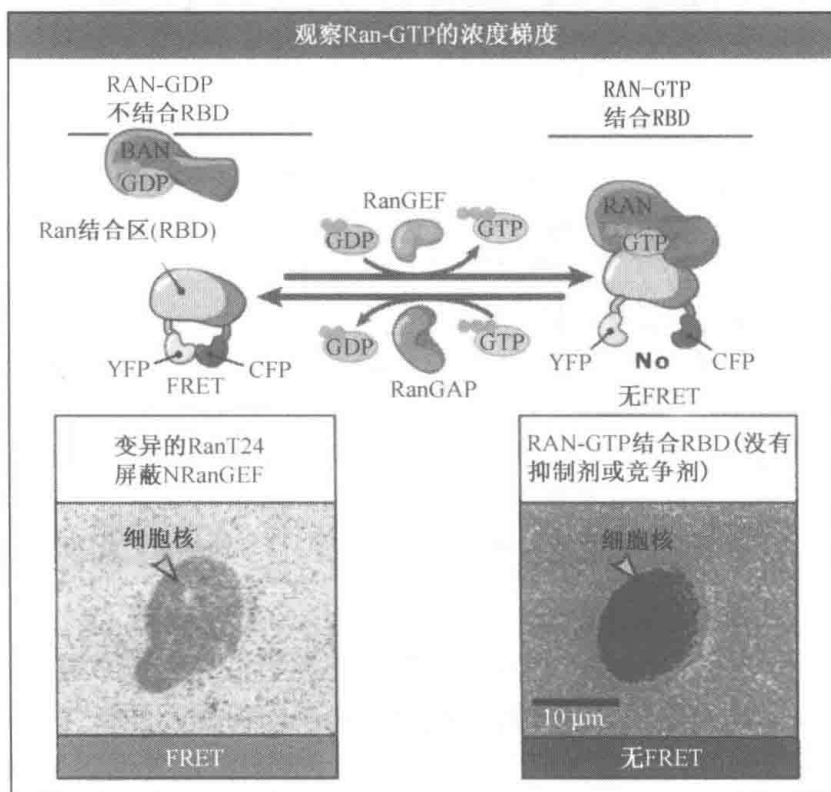 观察Ran-GTP的浓度梯度
RAN-GDP
不结合RBD
BAN
GDP
Ran结合区(RBD)
YFP
CFP
FRET
RanGEF
GDP
GTP
GDP
GTP
RanGAP
RAN-GTP
结合RBD
RAN
GTP
YFP
No
CFP
无FRET
变异的RanT24
屏蔽NRanGEF
细胞核
FRET
RAN-GTP结合RBD(没有
抑制剂或竞争剂)
细胞核
10 μm
无FRET